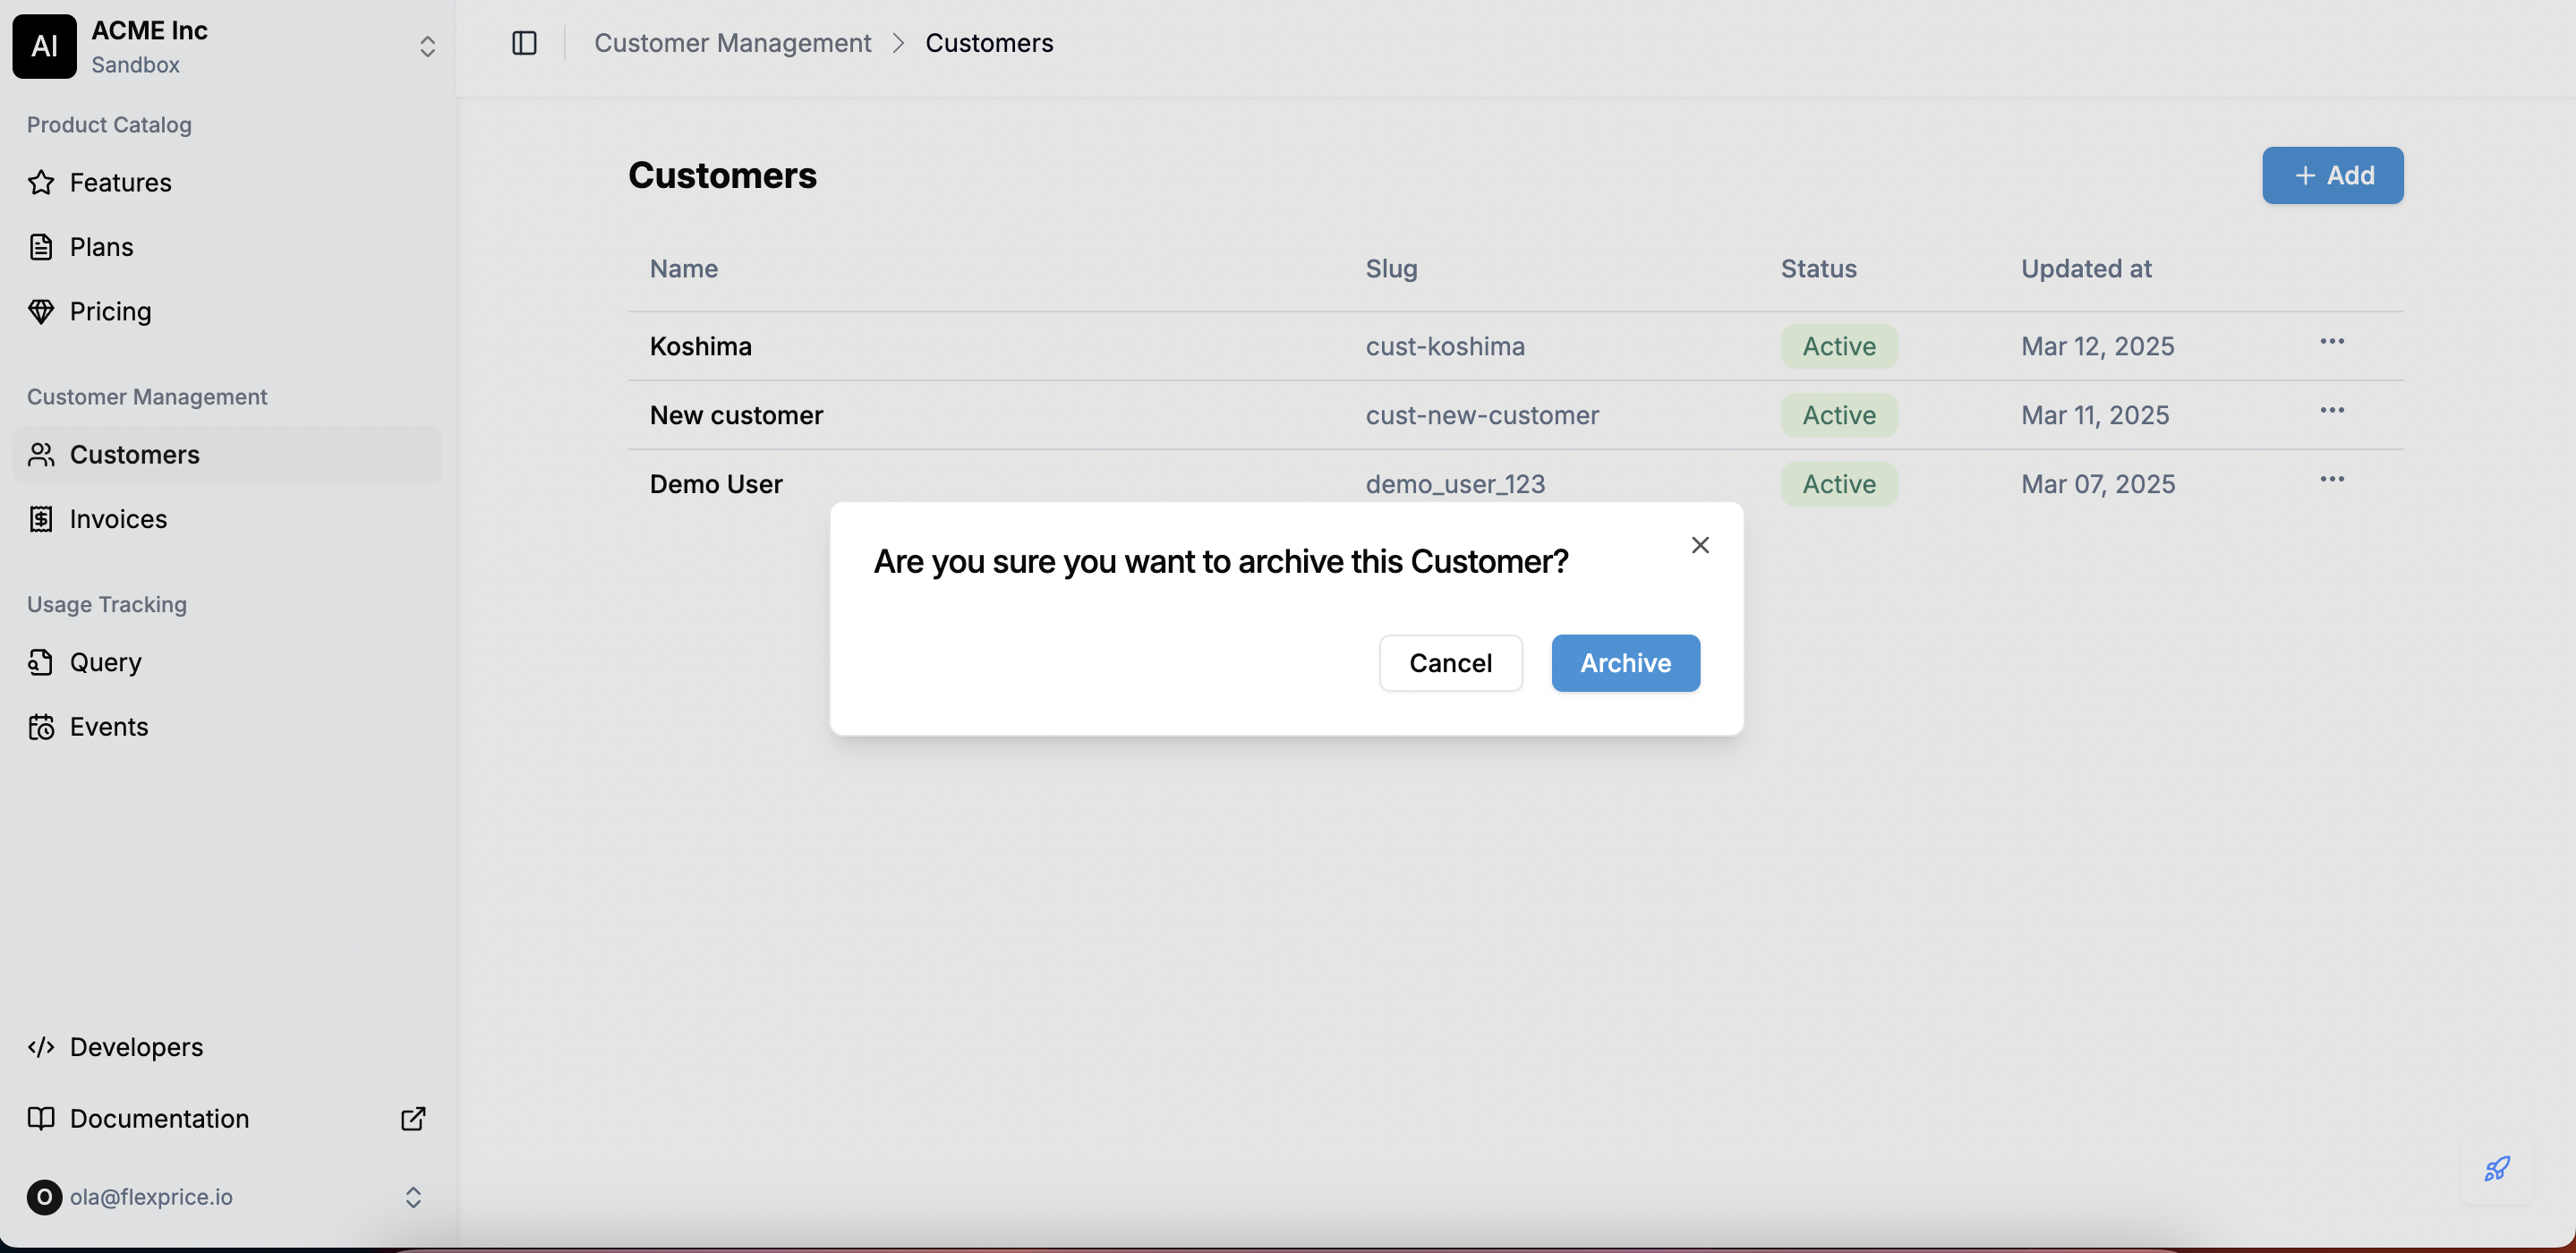 AI
ACME Inc
Sandbox
Product Catalog
Features
Plans
Pricing
Customer Management
Customers
Invoices
Usage Tracking
Query
Events
Developers
Documentation
O ola@flexprice.io
Customer Management > Customers
Customers
+ Add
Name Slug Status Updated at
Koshima cust-koshima Active Mar 12, 2025 ...
New customer cust-new-customer Active Mar 11, 2025 ...
Demo User demo_user_123 Active Mar 07, 2025 ...
Are you sure you want to archive this Customer?
Cancel Archive